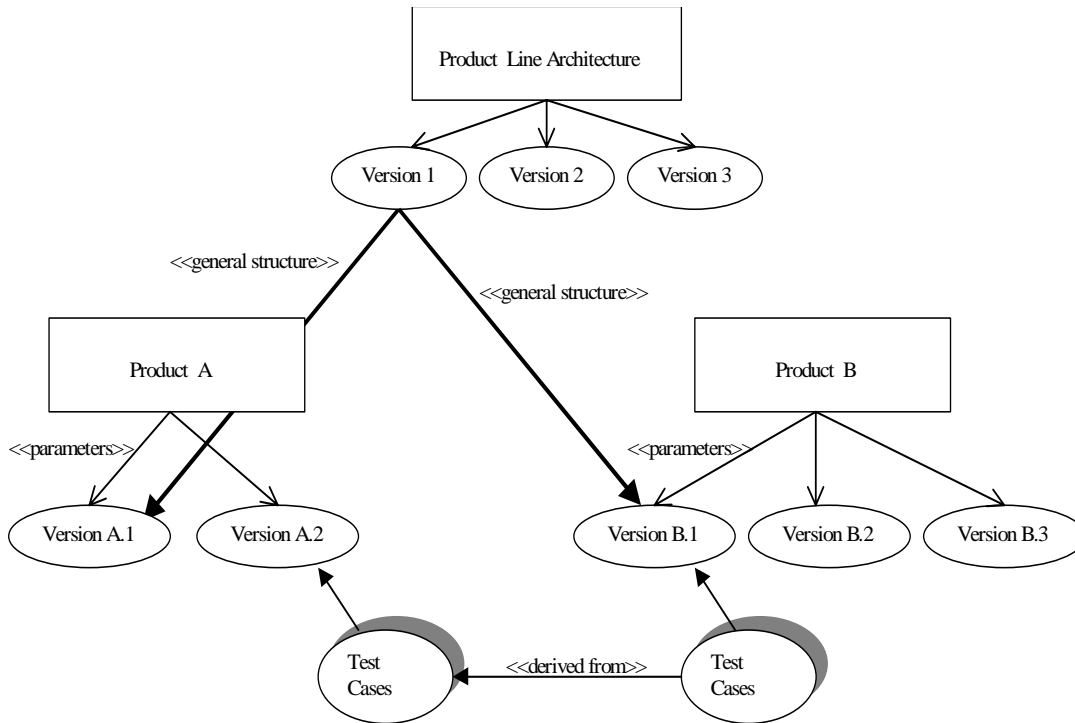 Product Line Architecture
Version 1
Version 2
Version 3
<<general structure>>
<<general structure>>
Product A
Product B
<<parameters>>
<<parameters>>
Version A.1
Version A.2
Version B.1
Version B.2
Version B.3
Test
Cases
<<derived from>>
Test
Cases